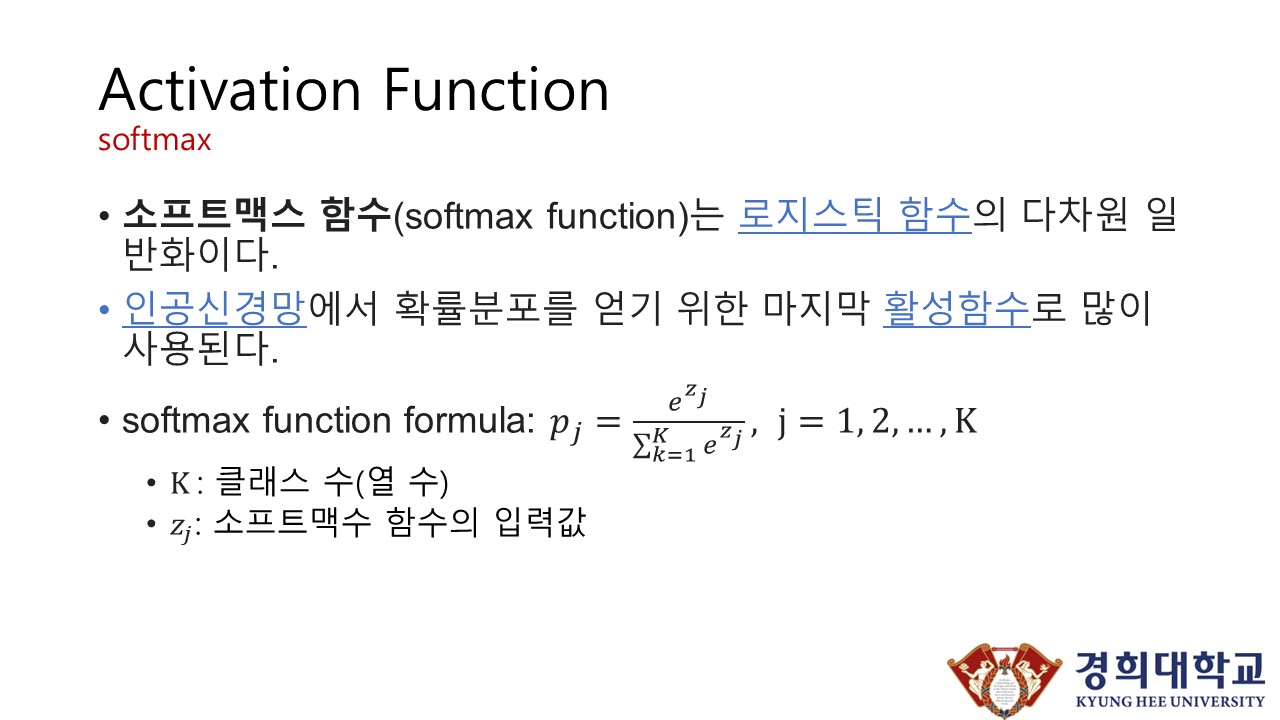 Activation Function
softmax
• 소프트맥스 함수(softmax function)는 로지스틱 함수의 다차원 일
반화이다.
• 인공신경망에서 확률분포를 얻기 위한 마지막 활성함수로 많이
사용된다.
• softmax function formula: $p_j = \frac{e^{z_j}}{\sum_{k=1}^{K} e^{z_j}}$, j = 1, 2, … , K
• K : 클래스 수(열 수)
• $z_j$: 소프트맥수 함수의 입력값
경희대학교
KYUNG HEE UNIVERSITY